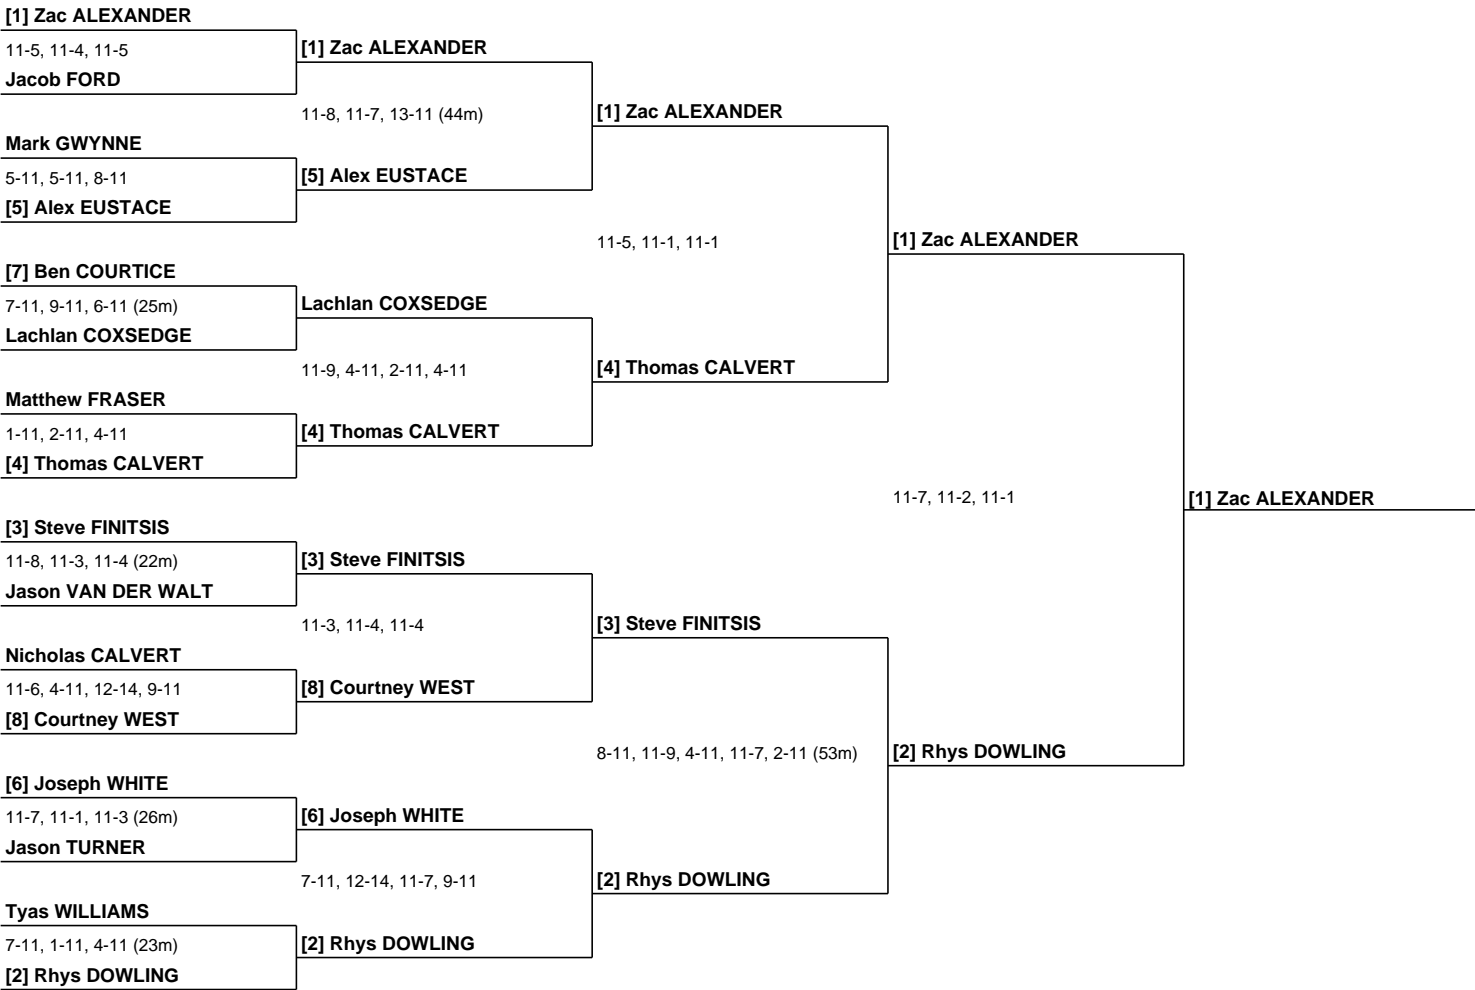 [1] Zac ALEXANDER
11-5, 11-4, 11-5
Jacob FORD
Mark GWYNNE
5-11, 5-11, 8-11
[5] Alex EUSTACE
[7] Ben COURTICE
7-11, 9-11, 6-11 (25m)
Lachlan COXSEDGE
Matthew FRASER
1-11, 2-11, 4-11
[4] Thomas CALVERT
[3] Steve FINITSIS
11-8, 11-3, 11-4 (22m)
Jason VAN DER WALT
Nicholas CALVERT
11-6, 4-11, 12-14, 9-11
[8] Courtney WEST
[6] Joseph WHITE
11-7, 11-1, 11-3 (26m)
Jason TURNER
Tyas WILLIAMS
7-11, 1-11, 4-11 (23m)
[2] Rhys DOWLING
[1] Zac ALEXANDER
11-8, 11-7, 13-11 (44m)
[5] Alex EUSTACE
Lachlan COXSEDGE
11-9, 4-11, 2-11, 4-11
[4] Thomas CALVERT
[3] Steve FINITSIS
11-3, 11-4, 11-4
[8] Courtney WEST
[6] Joseph WHITE
7-11, 12-14, 11-7, 9-11
[2] Rhys DOWLING
[1] Zac ALEXANDER
11-5, 11-1, 11-1
[4] Thomas CALVERT
[3] Steve FINITSIS
8-11, 11-9, 4-11, 11-7, 2-11 (53m)
[2] Rhys DOWLING
[1] Zac ALEXANDER
11-7, 11-2, 11-1
[2] Rhys DOWLING
[1] Zac ALEXANDER